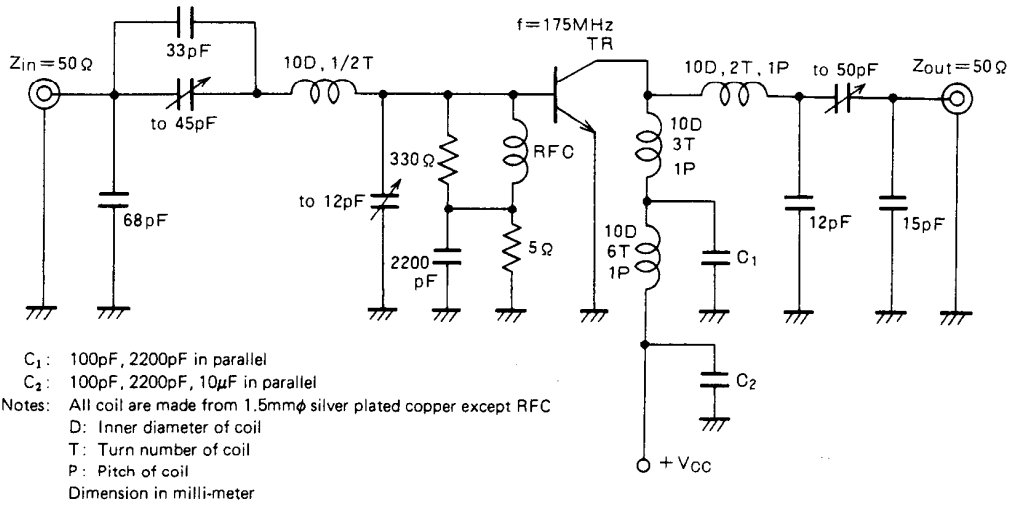 f=175MHz
TR
33pF
Zin=50Ω
10D, 1/2T
10D, 2T, 1P
to 50pF
Zout=50Ω
to 45pF
10D
3T
1P
330Ω
RFC
to 12pF
68pF
12pF
15pF
10D
6T
1P
2200
pF
5Ω
C₁
C₂
+VCC
C₁: 100pF, 2200pF in parallel
C₂: 100pF, 2200pF, 10μF in parallel
Notes: All coil are made from 1.5mmφ silver plated copper except RFC
D: Inner diameter of coil
T: Turn number of coil
P: Pitch of coil
Dimension in milli-meter